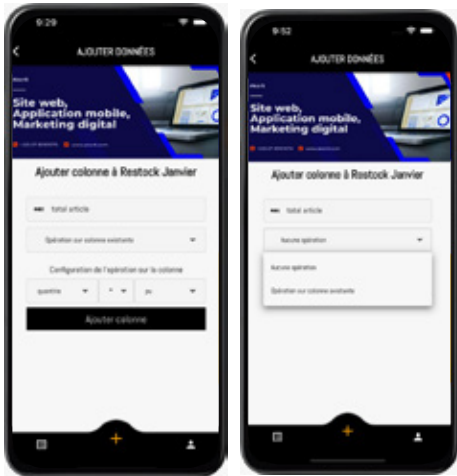 9:29
AJOUTER DONNÉES
Site web,
Application mobile,
Marketing digital
Ajouter colonne à Restock Janvier
total article
Opération sur colonne existante
Configuration de l'opération sur la colonne
quantite * pu
Ajouter colonne
9:52
AJOUTER DONNÉES
Site web,
Application mobile,
Marketing digital
Ajouter colonne à Restock Janvier
total article
Aucune opération
Aucune opération
Opération sur colonne existante